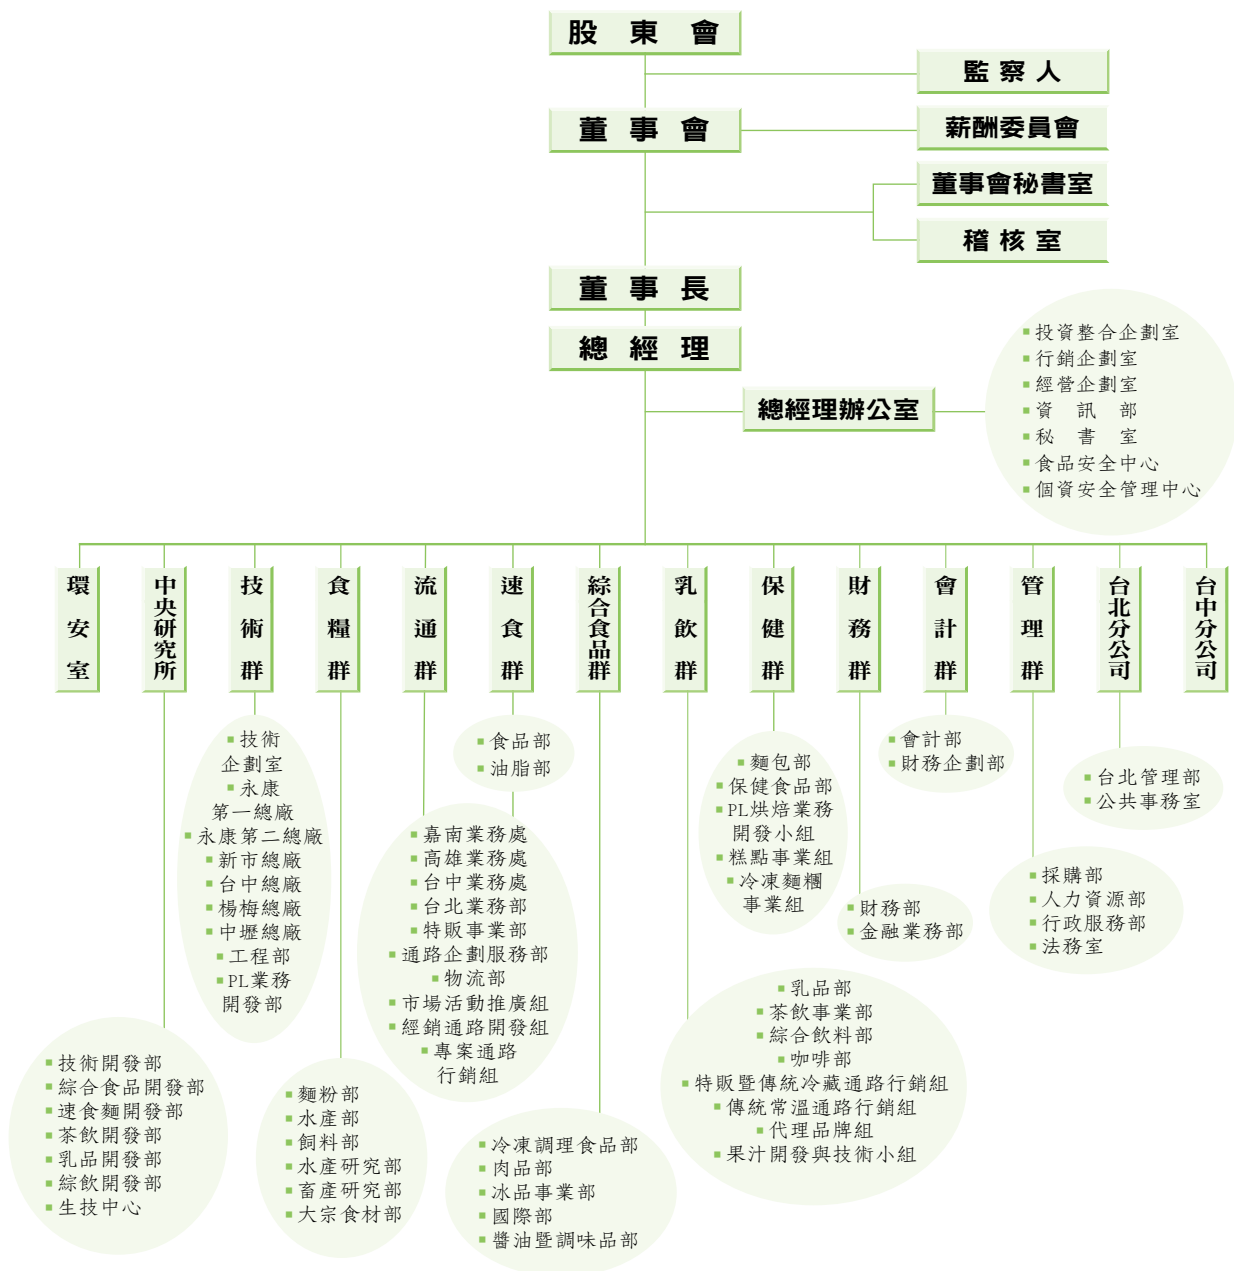 股東會
監察人
董事會
薪酬委員會
董事會秘書室
稽核室
董事長
總經理
總經理辦公室
投資整合企劃室
行銷企劃室
經營企劃室
資訊部
秘書室
食品安全中心
個資安全管理中心
環安室
中央研究所
技術群
食糧群
流通群
速食群
綜合食品群
乳飲群
保健群
財務群
會計群
管理群
台北分公司
台中分公司
技術開發部
綜合食品開發部
速食麵開發部
茶飲開發部
乳品開發部
綜飲開發部
生技中心
技術
企劃室
永康
第一總廠
永康第二總廠
新市總廠
台中總廠
楊梅總廠
中壢總廠
工程部
PL業務
開發部
麵粉部
水產部
飼料部
水產研究部
畜產研究部
大宗食材部
嘉南業務處
高雄業務處
台中業務處
台北業務部
特販事業部
通路企劃服務部
物流部
市場活動推廣組
經銷通路開發組
專案通路
行銷組
食品部
油脂部
冷凍調理食品部
肉品部
冰品事業部
國際部
醬油暨調味品部
乳品部
茶飲事業部
綜合飲料部
咖啡部
特販暨傳統冷藏通路行銷組
傳統常溫通路行銷組
代理品牌組
果汁開發與技術小組
麵包部
保健食品部
PL烘焙業務
開發小組
糕點事業組
冷凍麵糰
事業組
財務部
金融業務部
會計部
財務企劃部
採購部
人力資源部
行政服務部
法務室
台北管理部
公共事務室